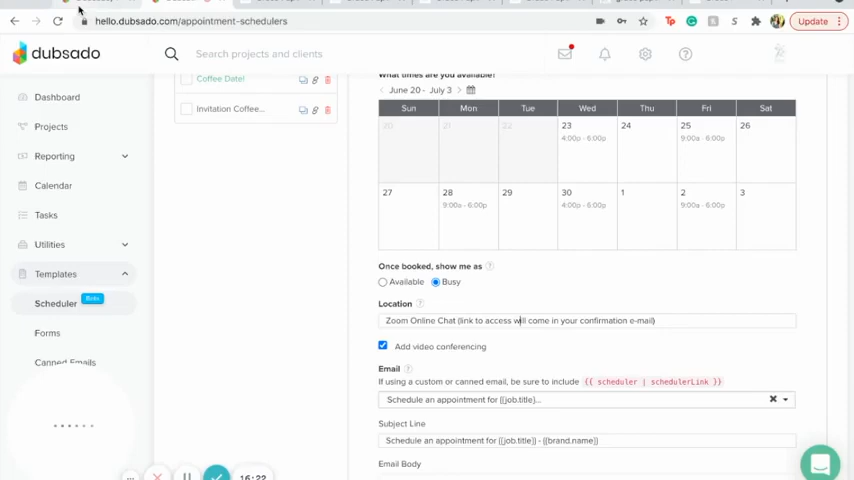 hello.dubsado.com/appointment-schedulers
Update
dubsado
Search projects and clients
Dashboard
Projects
Reporting
Calendar
Tasks
Utilities
Templates
Scheduler
Beta
Forms
Canned Emails
Coffee Date!
Invitation Coffee...
What times are you available?
June 20 - July 3
Sun Mon Tue Wed Thu Fri Sat
20 21 22 23 24 25 26
4:00p - 6:00p 9:00a - 6:00p
27 28 29 30 1 2 3
9:00a - 6:00p 4:00p - 6:00p 9:00a - 6:00p
Once booked, show me as
Available Busy
Location
Zoom Online Chat (link to access will come in your confirmation e-mail)
Add video conferencing
Email
If using a custom or canned email, be sure to include {{ scheduler | schedulerLink }}
Schedule an appointment for {{job.title}}...
Subject Line
Schedule an appointment for {{job.title}} - {{brand.name}}
Email Body
16:22